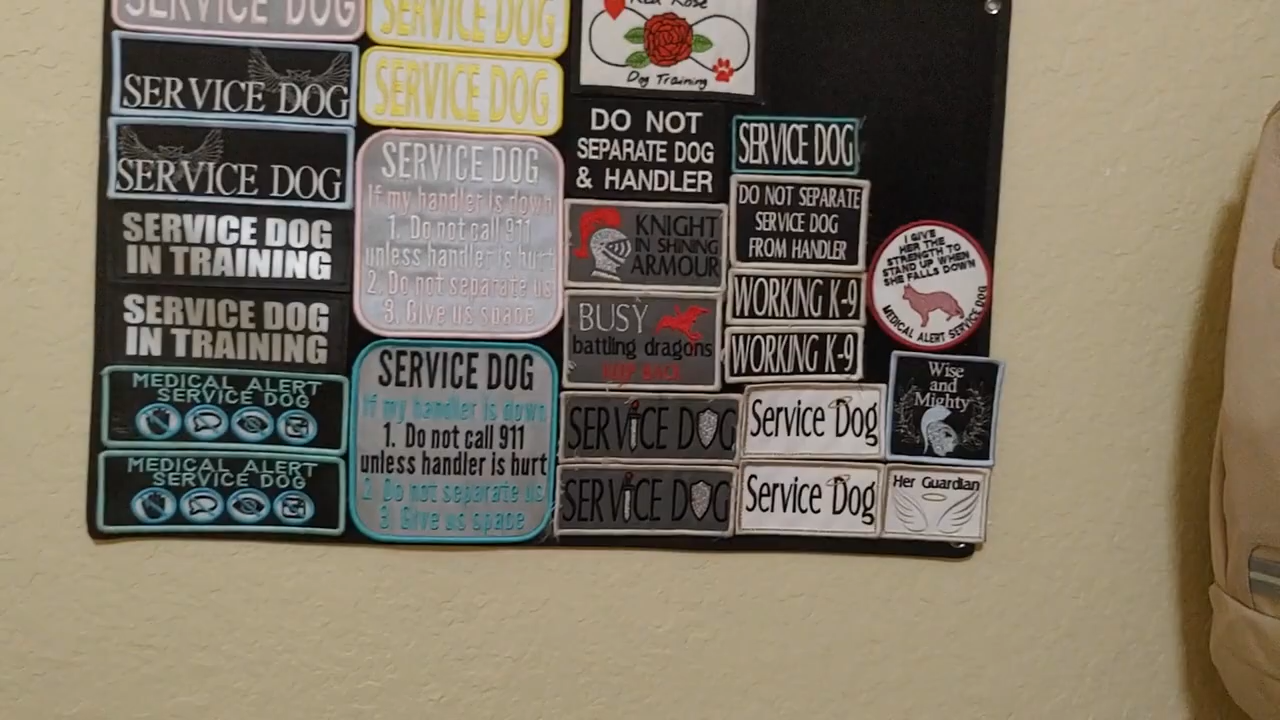 SERVICE DOG
SERVICE DOG
SERVICE DOG
SERVICE DOG
IN TRAINING
SERVICE DOG
IN TRAINING
MEDICAL ALERT
SERVICE DOG
MEDICAL ALERT
SERVICE DOG
SERVICE DOG
SERVICE DOG
SERVICE DOG
If my handler is down
1. Do not call 911
unless handler is hurt
2. Do not separate us
3. Give us space
SERVICE DOG
If my handler is down
1. Do not call 911
unless handler is hurt
2. Do not separate us
3. Give us space
Red Rose
Dog Training
DO NOT
SEPARATE DOG
& HANDLER
KNIGHT
IN SHINING
ARMOUR
BUSY
battling dragons
KEEP BACK
SERVICE DOG
SERVICE DOG
SERVICE DOG
DO NOT SEPARATE
SERVICE DOG
FROM HANDLER
WORKING K-9
WORKING K-9
Service Dog
Service Dog
I GIVE
HER THE
STRENGTH TO
STAND UP WHEN
SHE FALLS DOWN
MEDICAL ALERT SERVICE DOG
Wise
and
Mighty
Her Guardian